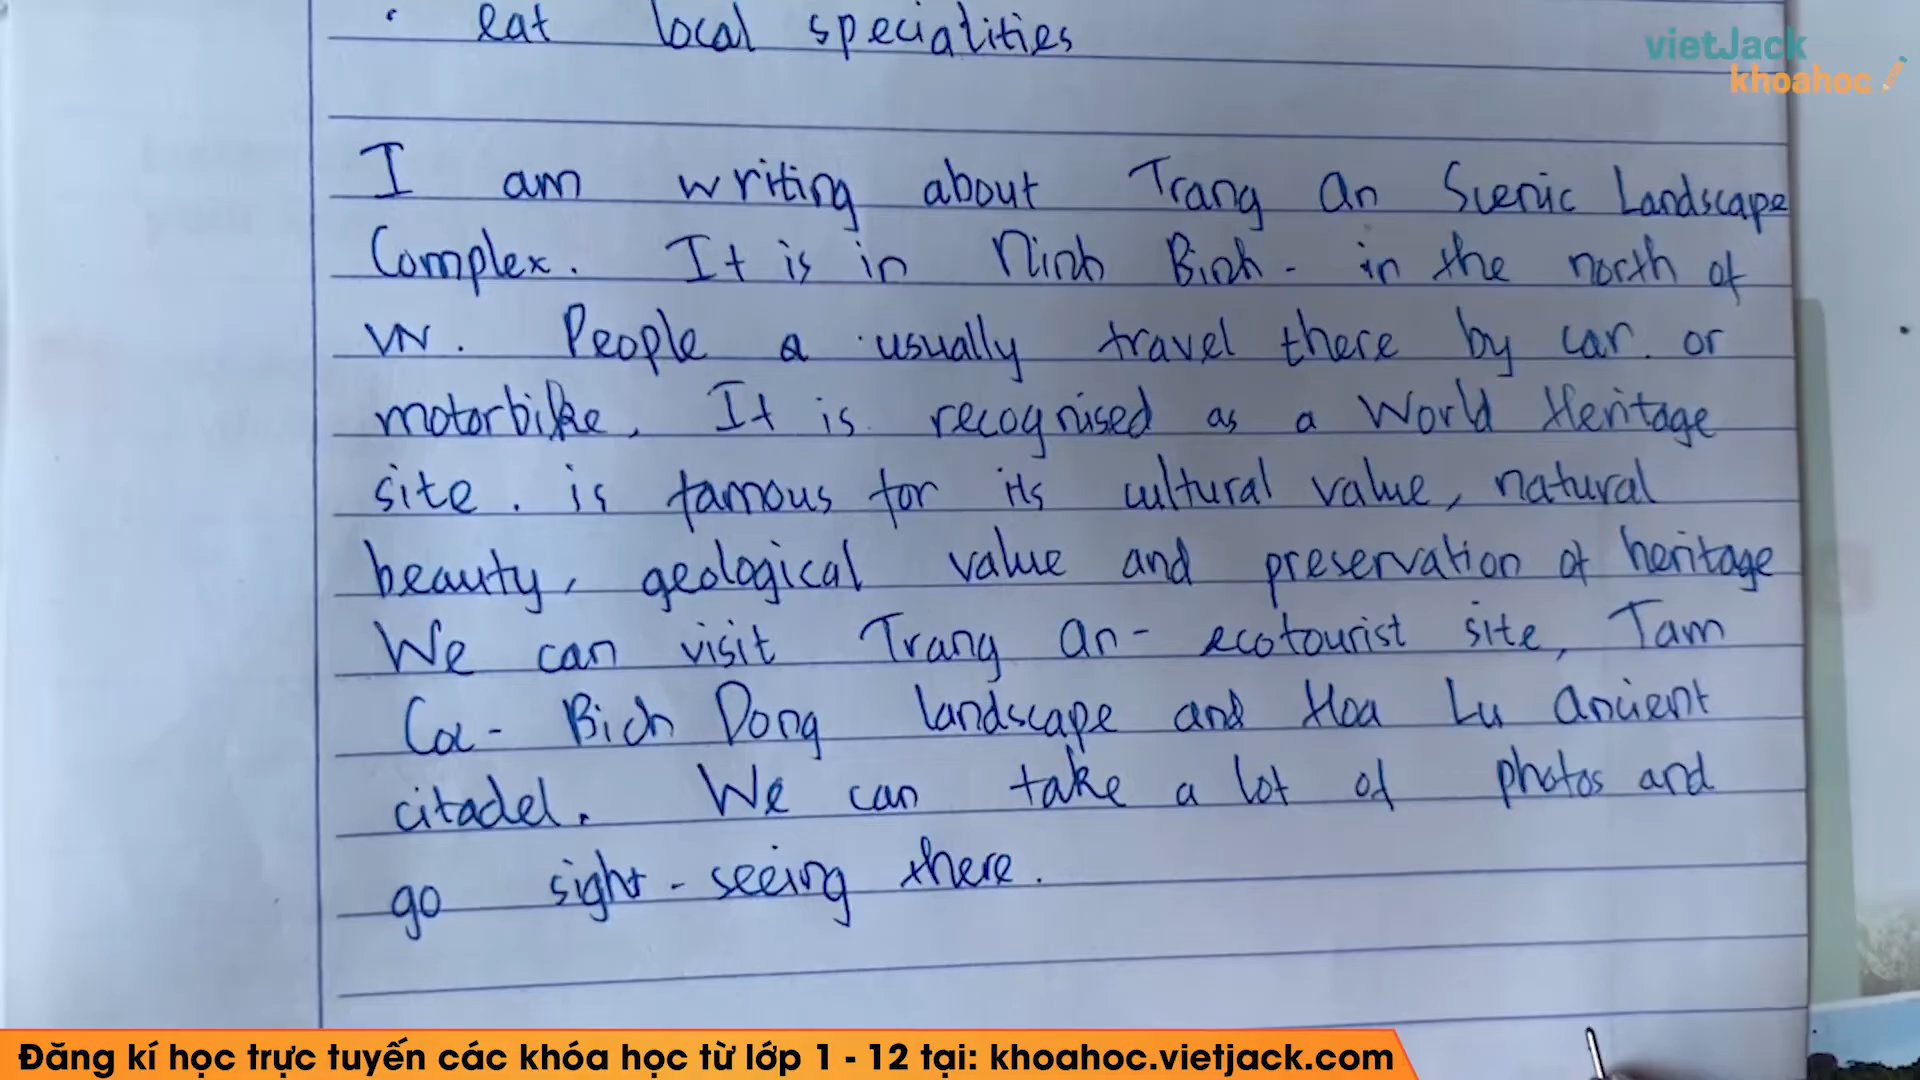 • eat local specialities
vietJack
khoahoc
I am writing about Trang An Scenic Landscape
Complex. It is in Ninh Binh - in the north of
VN. People a usually travel there by car or
motorbike. It is recognised as a World Heritage
site. is famous for its cultural value, natural
beauty, geological value and preservation of heritage
We can visit Trang An - ecotourist site, Tam
Coc - Bich Dong landscape and Hoa Lu Ancient
citadel. We can take a lot of photos and
go sight-seeing there.
Đăng kí học trực tuyến các khóa học từ lớp 1 - 12 tại: khoahoc.vietjack.com